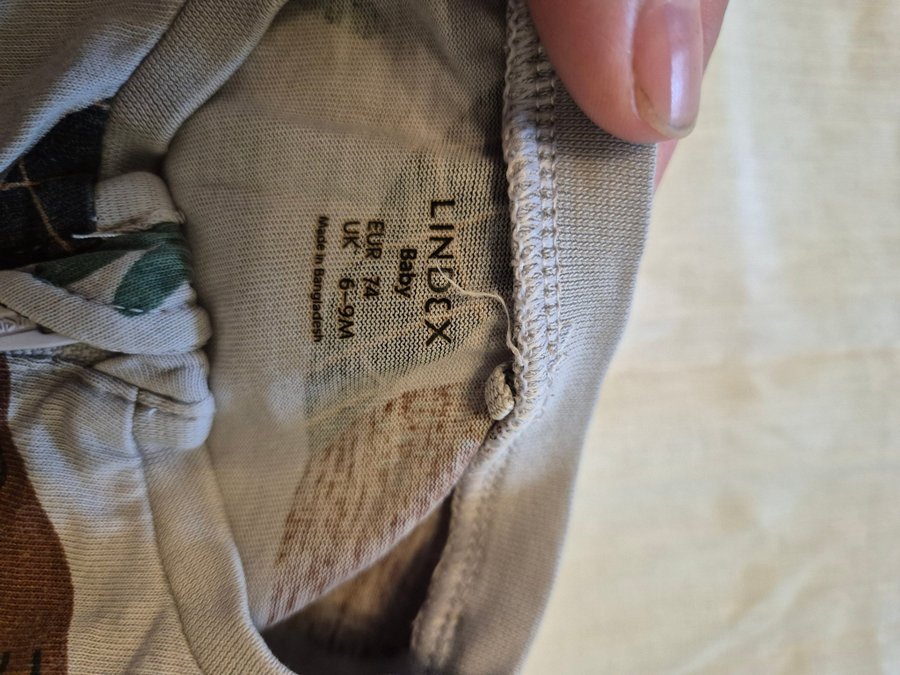 LINDEX
Baby
EUR 74
UK 6–9M
Made in Bangladesh